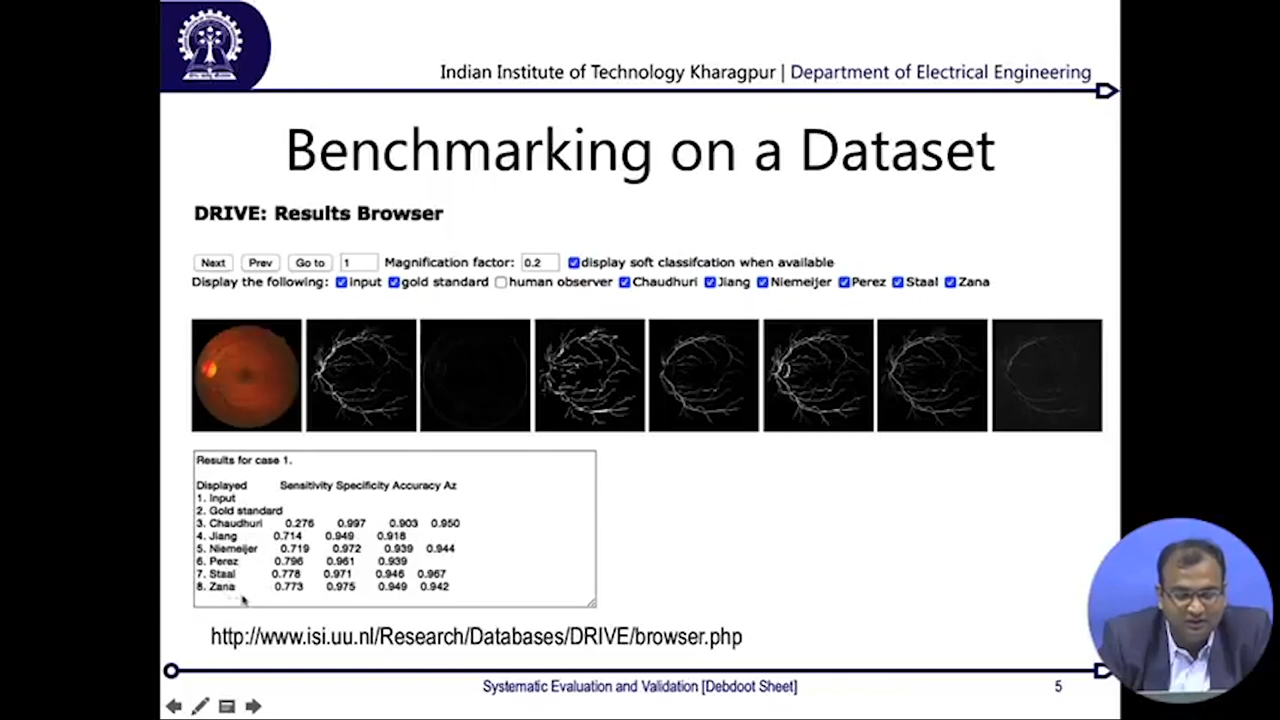 Indian Institute of Technology Kharagpur | Department of Electrical Engineering
Benchmarking on a Dataset
DRIVE: Results Browser
Next Prev Go to 1 Magnification factor: 0.2 display soft classifcation when available
Display the following: input gold standard human observer Chaudhuri Jiang Niemeijer Perez Staal Zana
Results for case 1.
Displayed Sensitivity Specificity Accuracy Az
1. Input
2. Gold standard
3. Chaudhuri 0.276 0.997 0.903 0.950
4. Jiang 0.714 0.949 0.918
5. Niemeijer 0.719 0.972 0.939 0.944
6. Perez 0.796 0.961 0.939
7. Staal 0.778 0.971 0.946 0.967
8. Zana 0.773 0.975 0.949 0.942
http://www.isi.uu.nl/Research/Databases/DRIVE/browser.php
Systematic Evaluation and Validation [Debdoot Sheet] 5